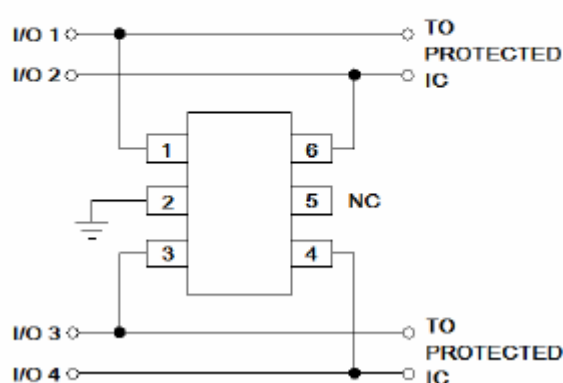 I/O 1
TO
PROTECTED
I/O 2
IC
1
6
2
5
NC
3
4
I/O 3
TO
PROTECTED
I/O 4
IC